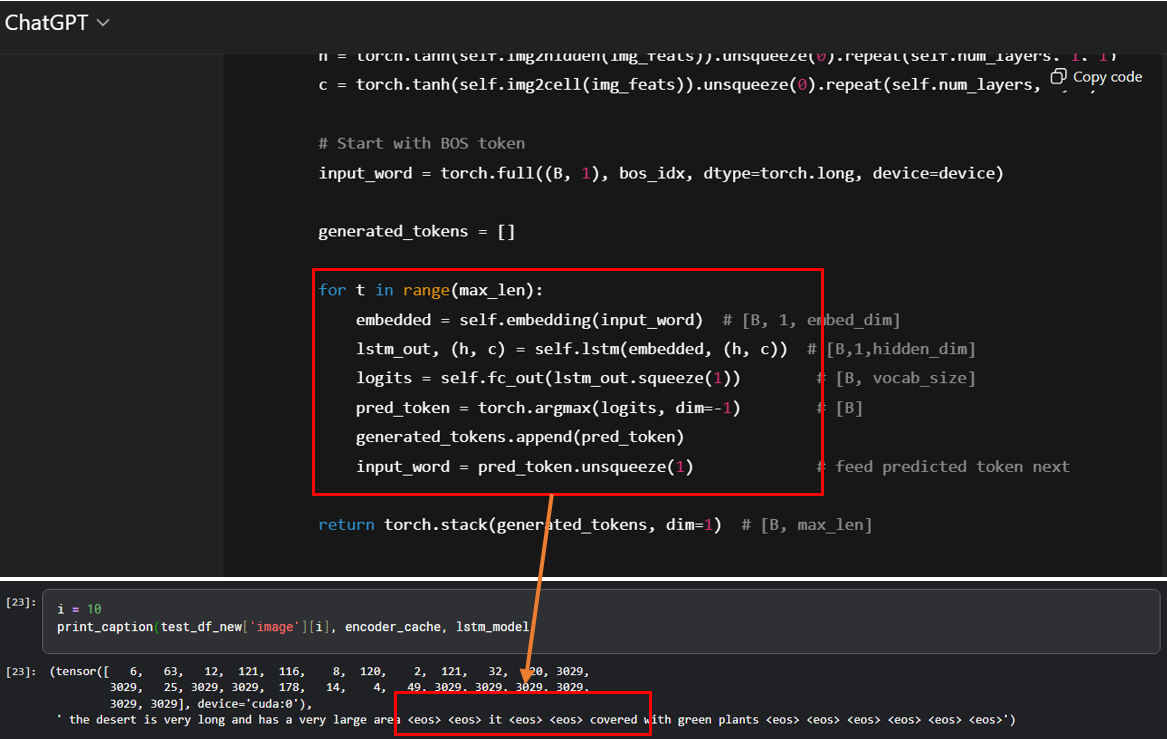 ChatGPT
h = torch.tanh(self.img2hidden(img_feats)).unsqueeze(0).repeat(self.num_layers, 1, 1)
Copy code
c = torch.tanh(self.img2cell(img_feats)).unsqueeze(0).repeat(self.num_layers,
# Start with BOS token
input_word = torch.full((B, 1), bos_idx, dtype=torch.long, device=device)
generated_tokens = []
for t in range(max_len):
embedded = self.embedding(input_word)  # [B, 1, embed_dim]
lstm_out, (h, c) = self.lstm(embedded, (h, c))  # [B,1,hidden_dim]
logits = self.fc_out(lstm_out.squeeze(1))  # [B, vocab_size]
pred_token = torch.argmax(logits, dim=-1)  # [B]
generated_tokens.append(pred_token)
input_word = pred_token.unsqueeze(1)  # feed predicted token next
return torch.stack(generated_tokens, dim=1)  # [B, max_len]
[23]: i = 10
print_caption(test_df_new['image'][i], encoder_cache, lstm_model
[23]: (tensor([ 6, 63, 12, 121, 116, 8, 120, 2, 121, 32, 20, 3029,
3029, 25, 3029, 3029, 178, 14, 4, 49, 3029, 3029, 3029, 3029,
3029, 3029], device='cuda:0'),
' the desert is very long and has a very large area <eos> <eos> it <eos> <eos> covered with green plants <eos> <eos> <eos> <eos> <eos> <eos>')